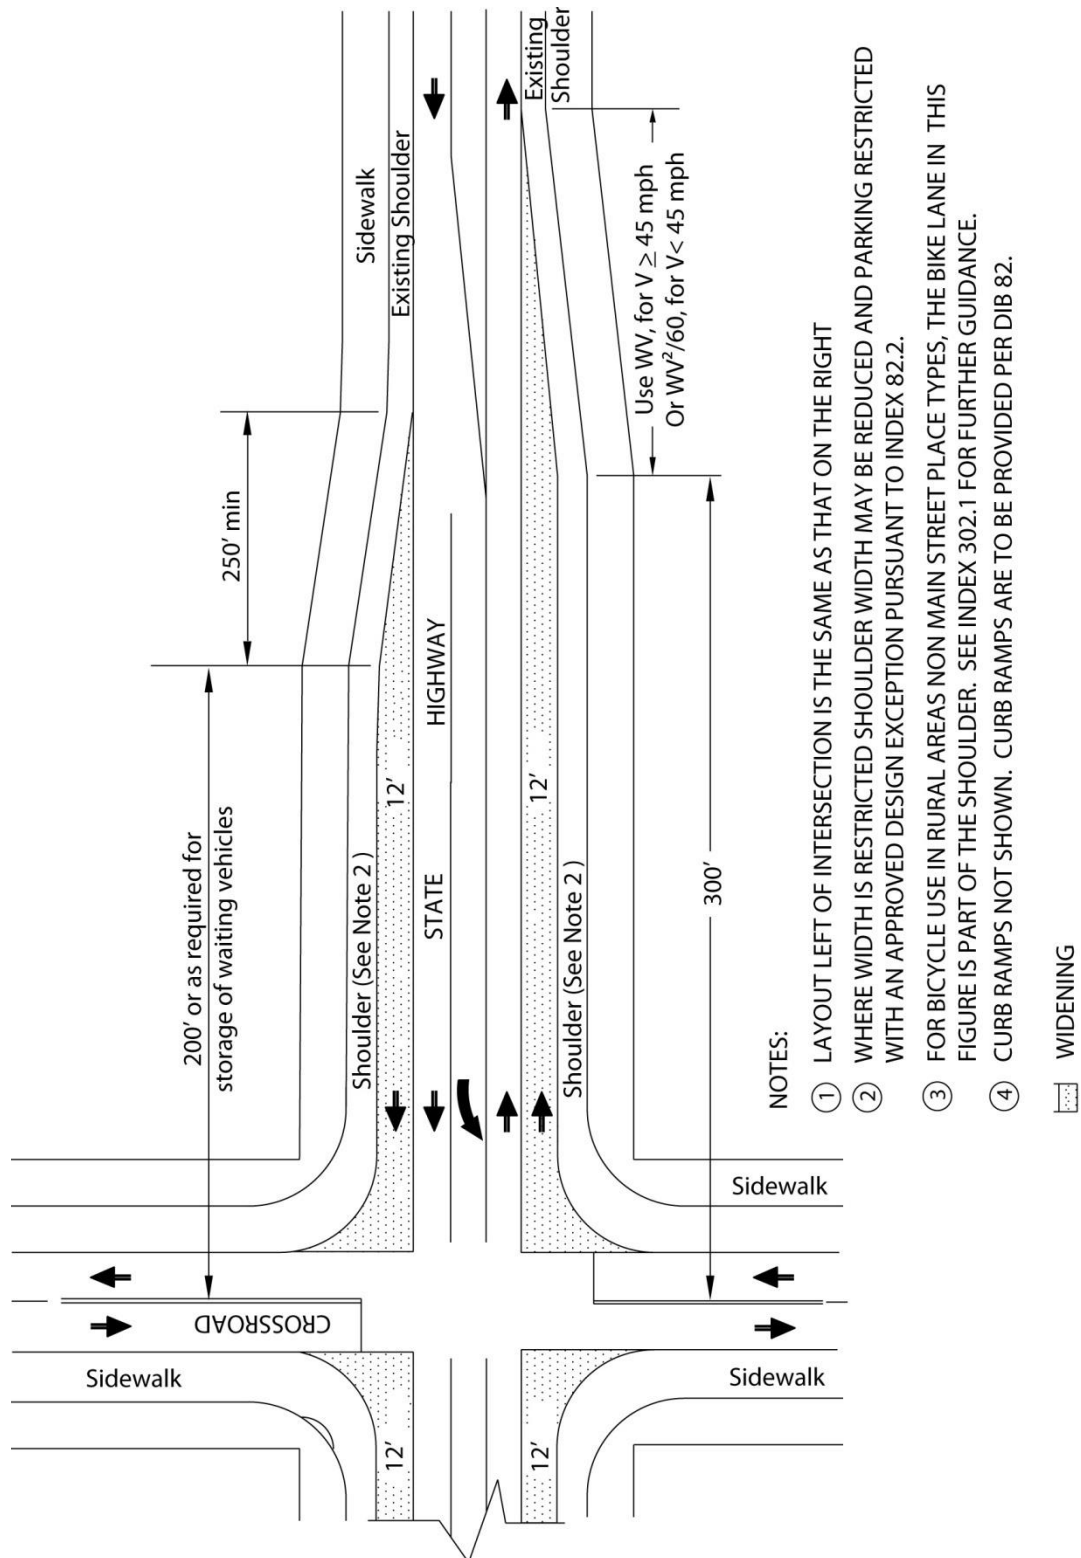 200' or as required for
storage of waiting vehicles
250' min
Sidewalk
Existing Shoulder
Shoulder (See Note 2 )
12'
STATE HIGHWAY
12'
Shoulder (See Note 2 )
Existing
Shoulder
Use WV, for V ≥ 45 mph
Or WV²/60, for V< 45 mph
300'
CROSSROAD
Sidewalk
Sidewalk
Sidewalk
12'
12'
NOTES:
1 LAYOUT LEFT OF INTERSECTION IS THE SAME AS THAT ON THE RIGHT
2 WHERE WIDTH IS RESTRICTED SHOULDER WIDTH MAY BE REDUCED AND PARKING RESTRICTED
WITH AN APPROVED DESIGN EXCEPTION PURSUANT TO INDEX 82.2.
3 FOR BICYCLE USE IN RURAL AREAS NON MAIN STREET PLACE TYPES, THE BIKE LANE IN THIS
FIGURE IS PART OF THE SHOULDER. SEE INDEX 302.1 FOR FURTHER GUIDANCE.
4 CURB RAMPS NOT SHOWN. CURB RAMPS ARE TO BE PROVIDED PER DIB 82.
WIDENING